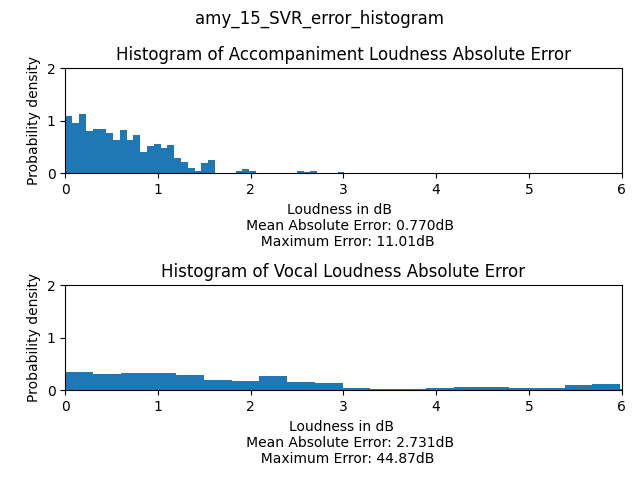 amy_15_SVR_error_histogram
Histogram of Accompaniment Loudness Absolute Error
Probability density
2
1
0
0 1 2 3 4 5 6
Loudness in dB
Mean Absolute Error: 0.770dB
Maximum Error: 11.01dB
Histogram of Vocal Loudness Absolute Error
Probability density
2
1
0
0 1 2 3 4 5 6
Loudness in dB
Mean Absolute Error: 2.731dB
Maximum Error: 44.87dB